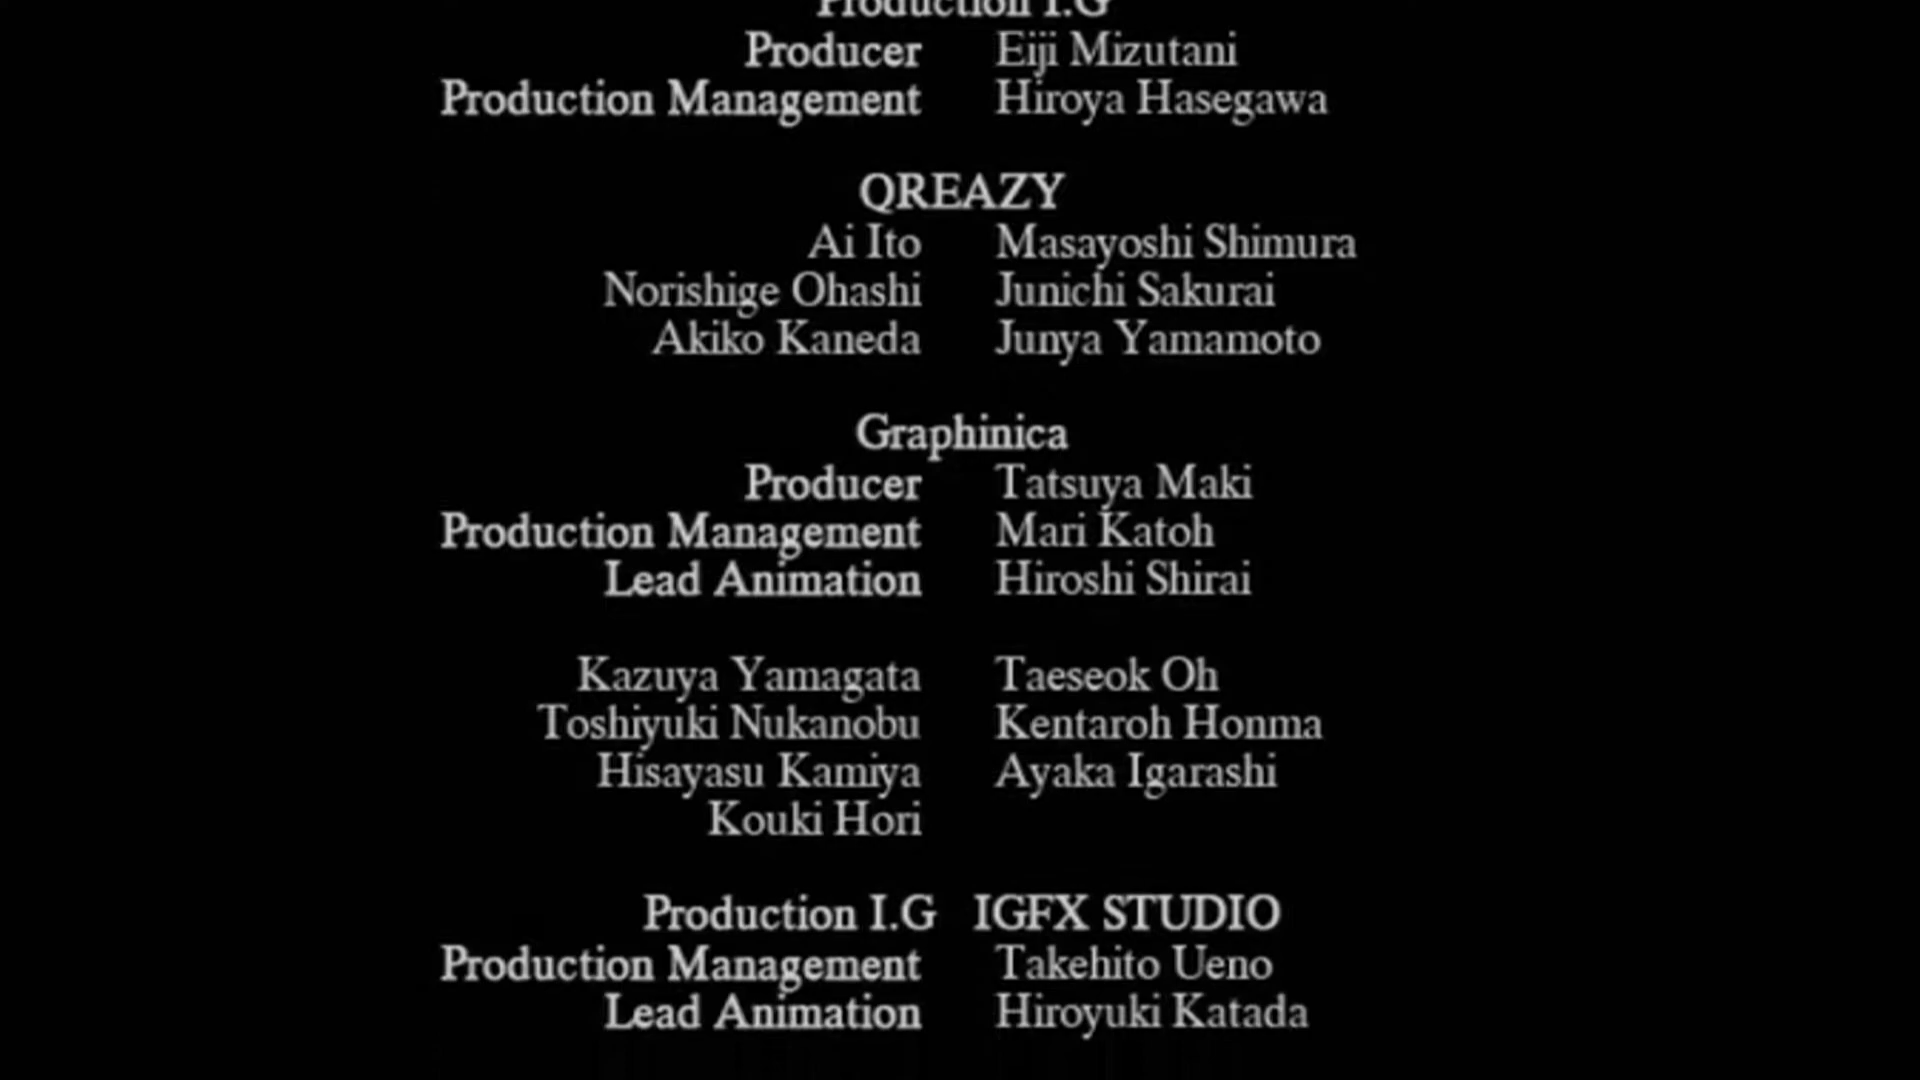 Production I.G
Producer Eiji Mizutani
Production Management Hiroya Hasegawa
QREAZY
Ai Ito Masayoshi Shimura
Norishige Ohashi Junichi Sakurai
Akiko Kaneda Junya Yamamoto
Graphinica
Producer Tatsuya Maki
Production Management Mari Katoh
Lead Animation Hiroshi Shirai
Kazuya Yamagata Taeseok Oh
Toshiyuki Nukanobu Kentaroh Honma
Hisayasu Kamiya Ayaka Igarashi
Kouki Hori
Production I.G IGFX STUDIO
Production Management Takehito Ueno
Lead Animation Hiroyuki Katada